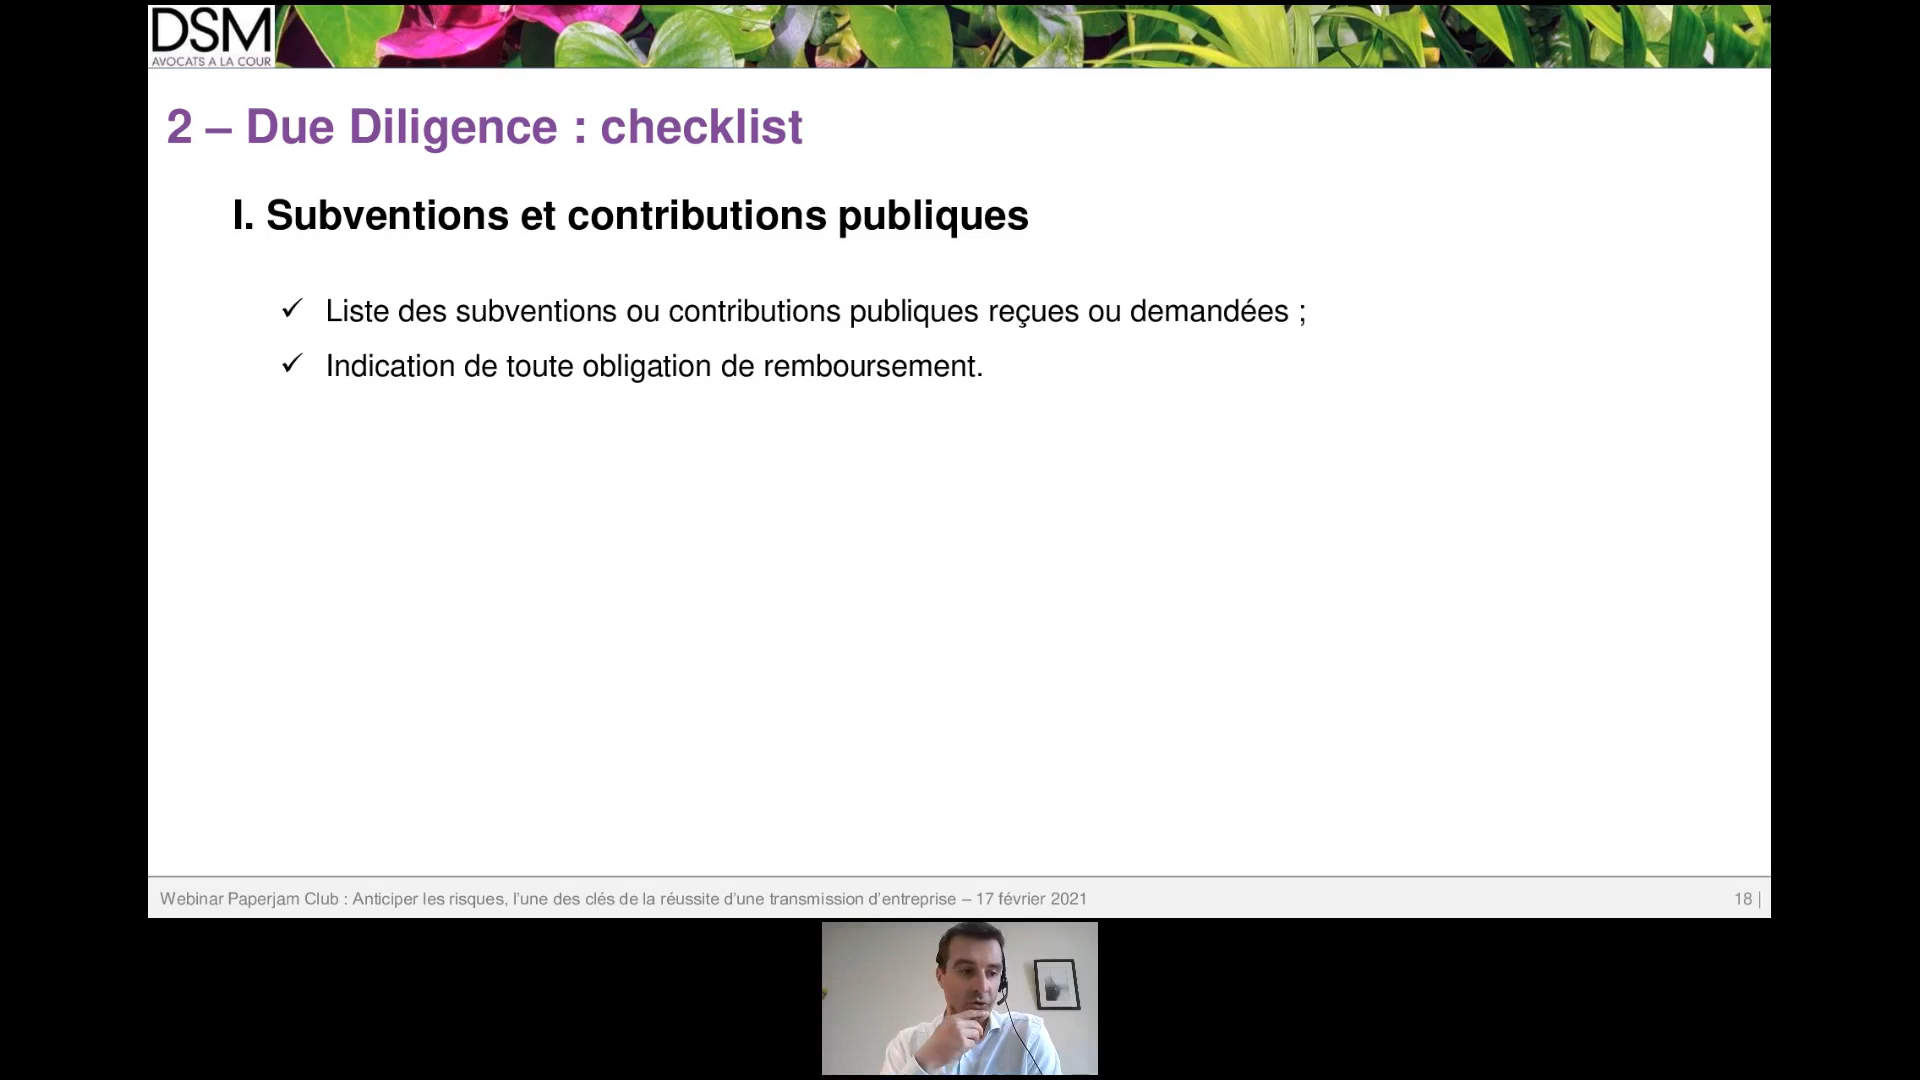 DSM
AVOCATS A LA COUR
2 – Due Diligence : checklist
I. Subventions et contributions publiques
✓ Liste des subventions ou contributions publiques reçues ou demandées ;
✓ Indication de toute obligation de remboursement.
Webinar Paperjam Club : Anticiper les risques, l’une des clés de la réussite d’une transmission d’entreprise – 17 février 2021
18 |